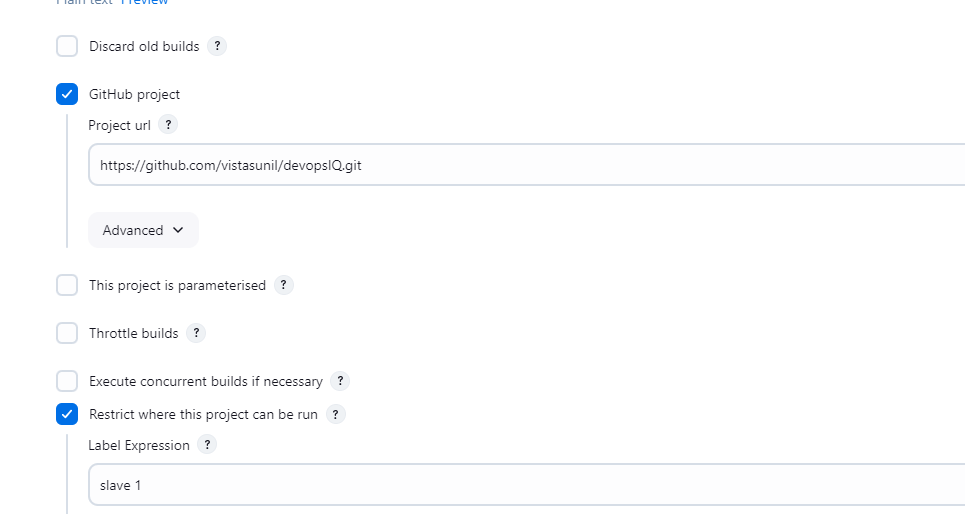 Plain text Preview
Discard old builds ?
GitHub project
Project url ?
https://github.com/vistasunil/devopsIQ.git
Advanced
This project is parameterised ?
Throttle builds ?
Execute concurrent builds if necessary ?
Restrict where this project can be run ?
Label Expression ?
slave 1